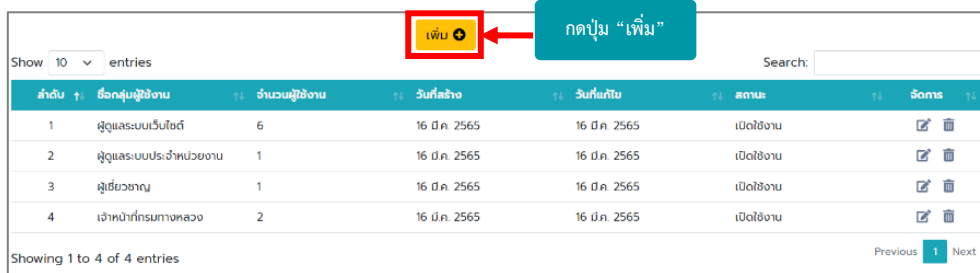 เพิ่ม
กดปุ่ม “เพิ่ม”
Show 10 entries
Search:
ลำดับ ชื่อกลุ่มผู้ใช้งาน จำนวนผู้ใช้งาน วันที่สร้าง วันที่แก้ไข สถานะ จัดการ
1 ผู้ดูแลระบบเว็บไซต์ 6 16 มี.ค. 2565 16 มี.ค. 2565 เปิดใช้งาน
2 ผู้ดูแลระบบประจำหน่วยงาน 1 16 มี.ค. 2565 16 มี.ค. 2565 เปิดใช้งาน
3 ผู้เชี่ยวชาญ 1 16 มี.ค. 2565 16 มี.ค. 2565 เปิดใช้งาน
4 เจ้าหน้าที่กรมทางหลวง 2 16 มี.ค. 2565 16 มี.ค. 2565 เปิดใช้งาน
Showing 1 to 4 of 4 entries
Previous 1 Next